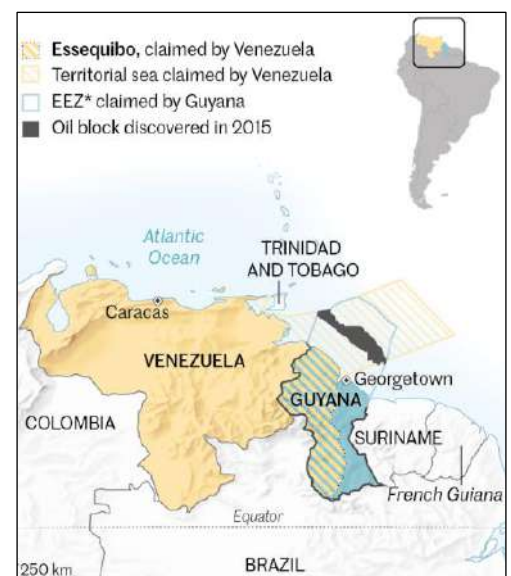 Essequibo, claimed by Venezuela
Territorial sea claimed by Venezuela
EEZ* claimed by Guyana
Oil block discovered in 2015
Atlantic
Ocean
TRINIDAD
AND TOBAGO
Caracas
VENEZUELA
Georgetown
GUYANA
COLOMBIA
SURINAME
French Guiana
Equator
250 km
BRAZIL